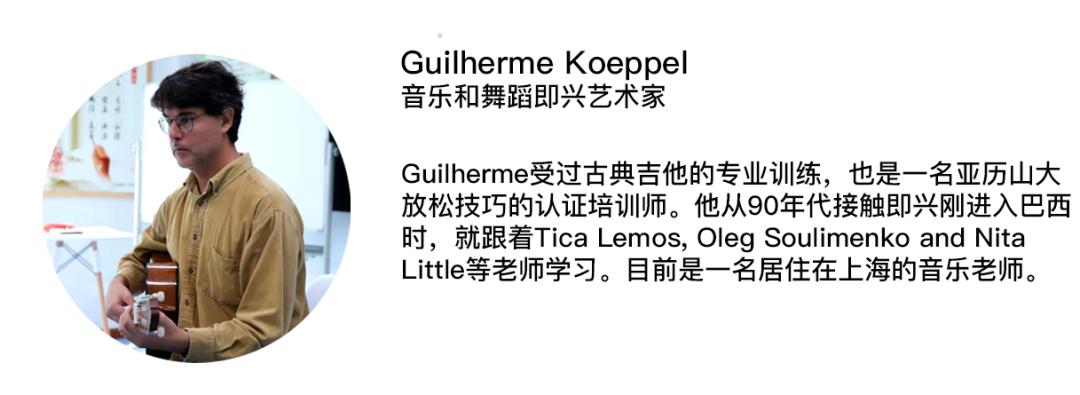 Guilherme Koeppel
音乐和舞蹈即兴艺术家
Guilherme受过古典吉他的专业训练，也是一名亚历山大
放松技巧的认证培训师。他从90年代接触即兴刚进入巴西
时，就跟着Tica Lemos, Oleg Soulimenko and Nita
Little等老师学习。目前是一名居住在上海的音乐老师。